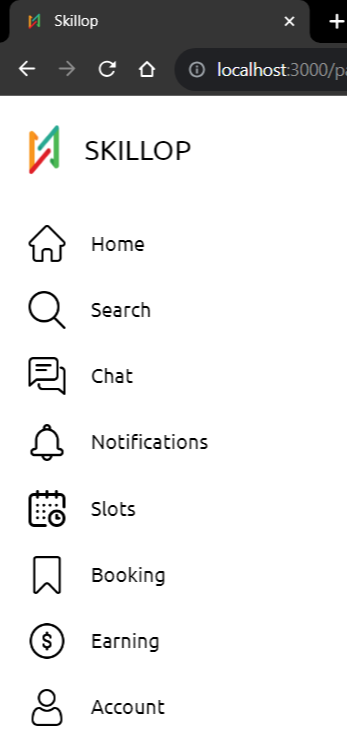 Skillop
localhost:3000/pa
SKILLOP
Home
Search
Chat
Notifications
Slots
Booking
Earning
Account